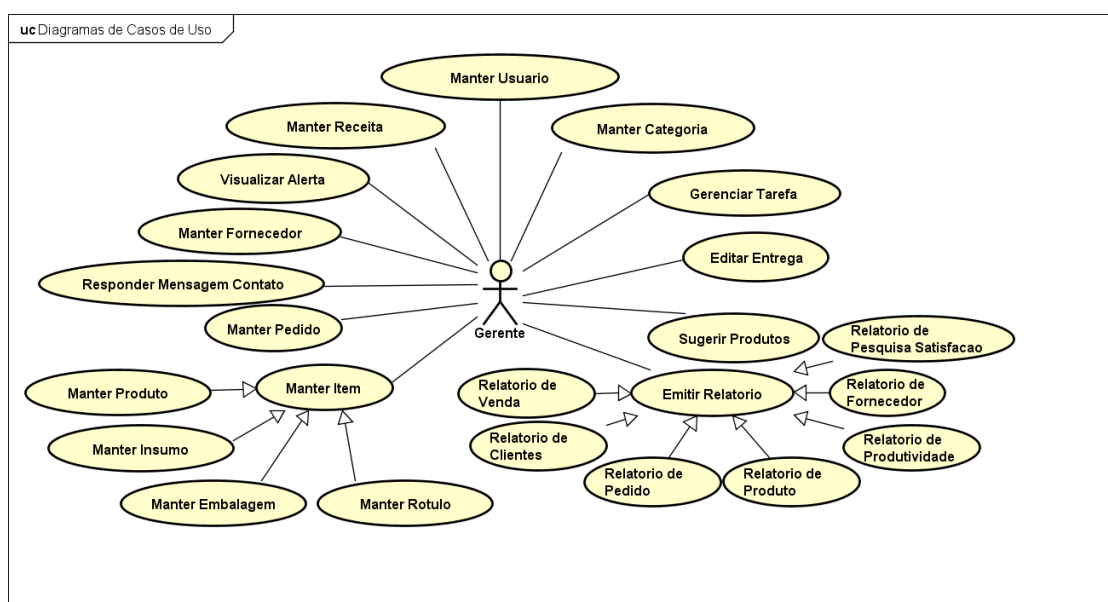 uc Diagramas de Casos de Uso
Manter Usuario
Manter Receita
Manter Categoria
Visualizar Alerta
Gerenciar Tarefa
Manter Fornecedor
Editar Entrega
Responder Mensagem Contato
Manter Pedido
Gerente
Sugerir Produtos
Relatorio de
Pesquisa Satisfacao
Manter Produto
Manter Item
Relatorio de
Venda
Emitir Relatorio
Relatorio de
Fornecedor
Manter Insumo
Relatorio de
Clientes
Relatorio de
Produtividade
Manter Embalagem
Manter Rotulo
Relatorio de
Pedido
Relatorio de
Produto